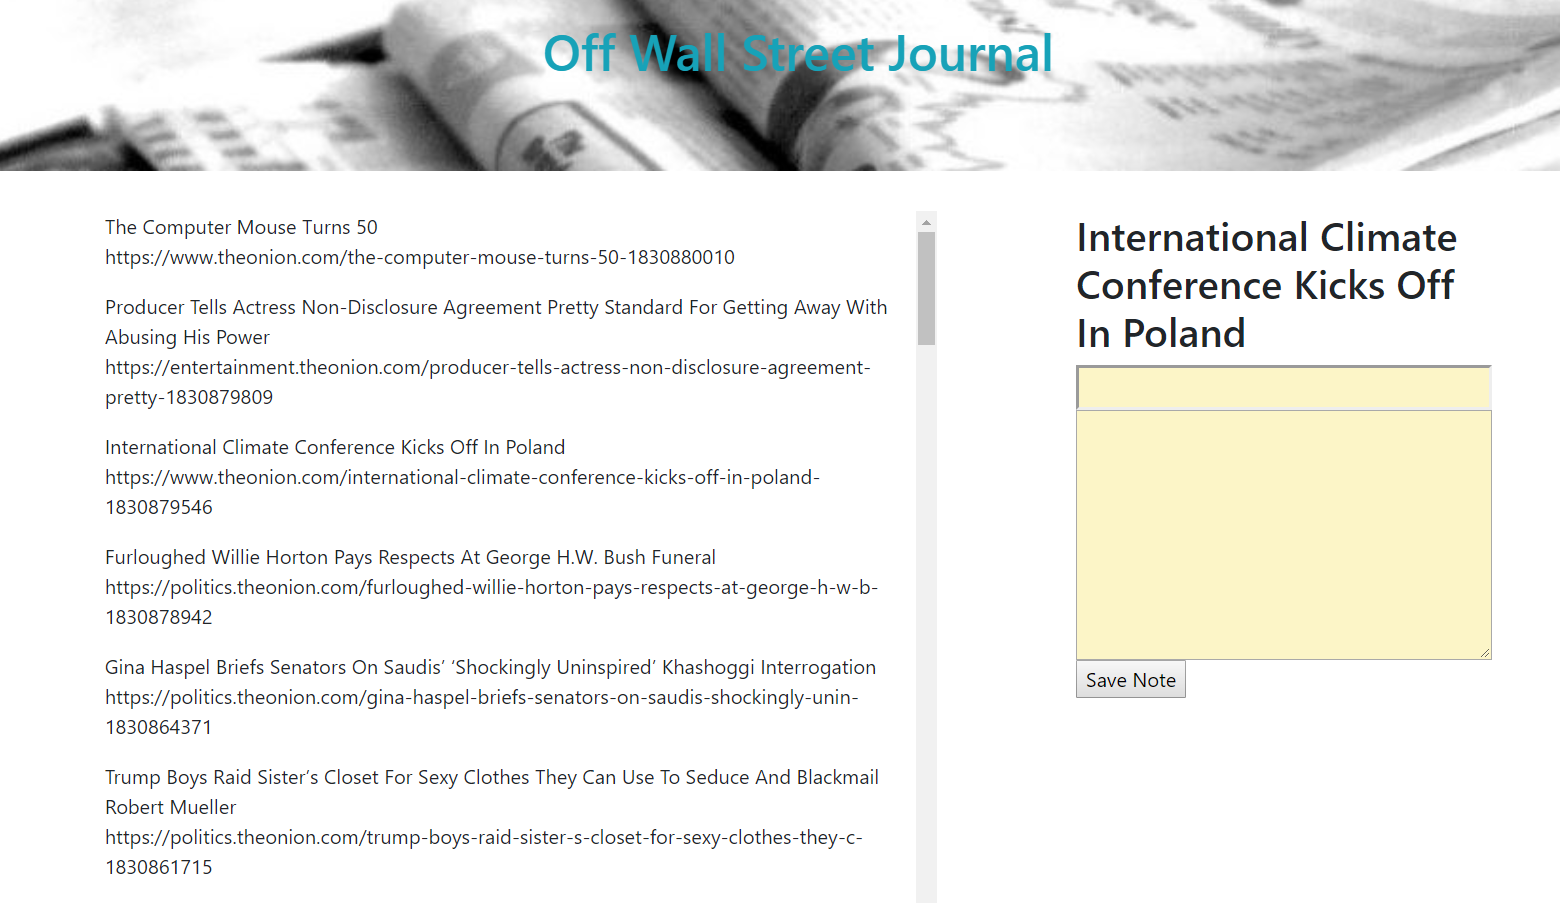 Off Wall Street Journal
The Computer Mouse Turns 50
https://www.theonion.com/the-computer-mouse-turns-50-1830880010
Producer Tells Actress Non-Disclosure Agreement Pretty Standard For Getting Away With
Abusing His Power
https://entertainment.theonion.com/producer-tells-actress-non-disclosure-agreement-
pretty-1830879809
International Climate Conference Kicks Off In Poland
https://www.theonion.com/international-climate-conference-kicks-off-in-poland-
1830879546
Furloughed Willie Horton Pays Respects At George H.W. Bush Funeral
https://politics.theonion.com/furloughed-willie-horton-pays-respects-at-george-h-w-b-
1830878942
Gina Haspel Briefs Senators On Saudis’ ‘Shockingly Uninspired’ Khashoggi Interrogation
https://politics.theonion.com/gina-haspel-briefs-senators-on-saudis-shockingly-unin-
1830864371
Trump Boys Raid Sister’s Closet For Sexy Clothes They Can Use To Seduce And Blackmail
Robert Mueller
https://politics.theonion.com/trump-boys-raid-sister-s-closet-for-sexy-clothes-they-c-
1830861715
International Climate
Conference Kicks Off
In Poland
Save Note